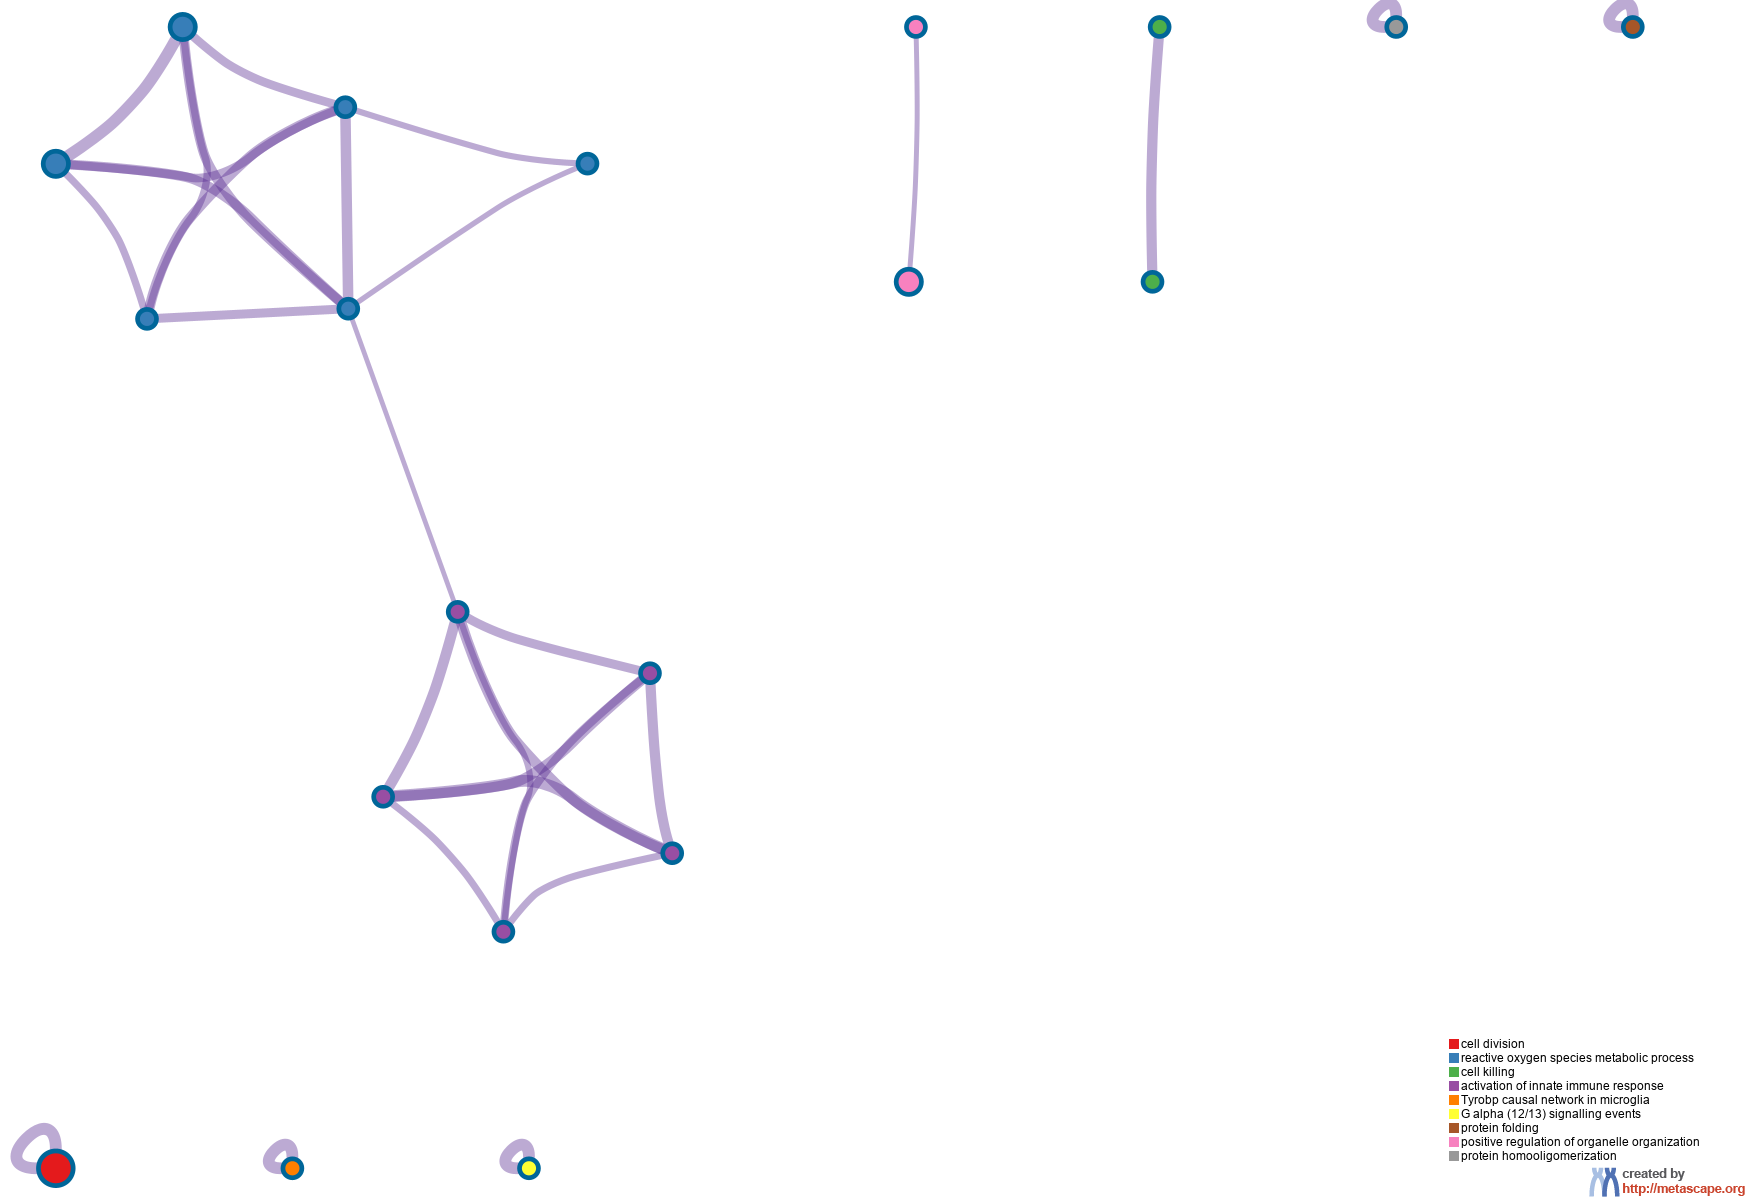 cell division
reactive oxygen species metabolic process
cell killing
activation of innate immune response
Tyrobp causal network in microglia
G alpha (12/13) signalling events
protein folding
positive regulation of organelle organization
protein homooligomerization
created by
http://metascape.org